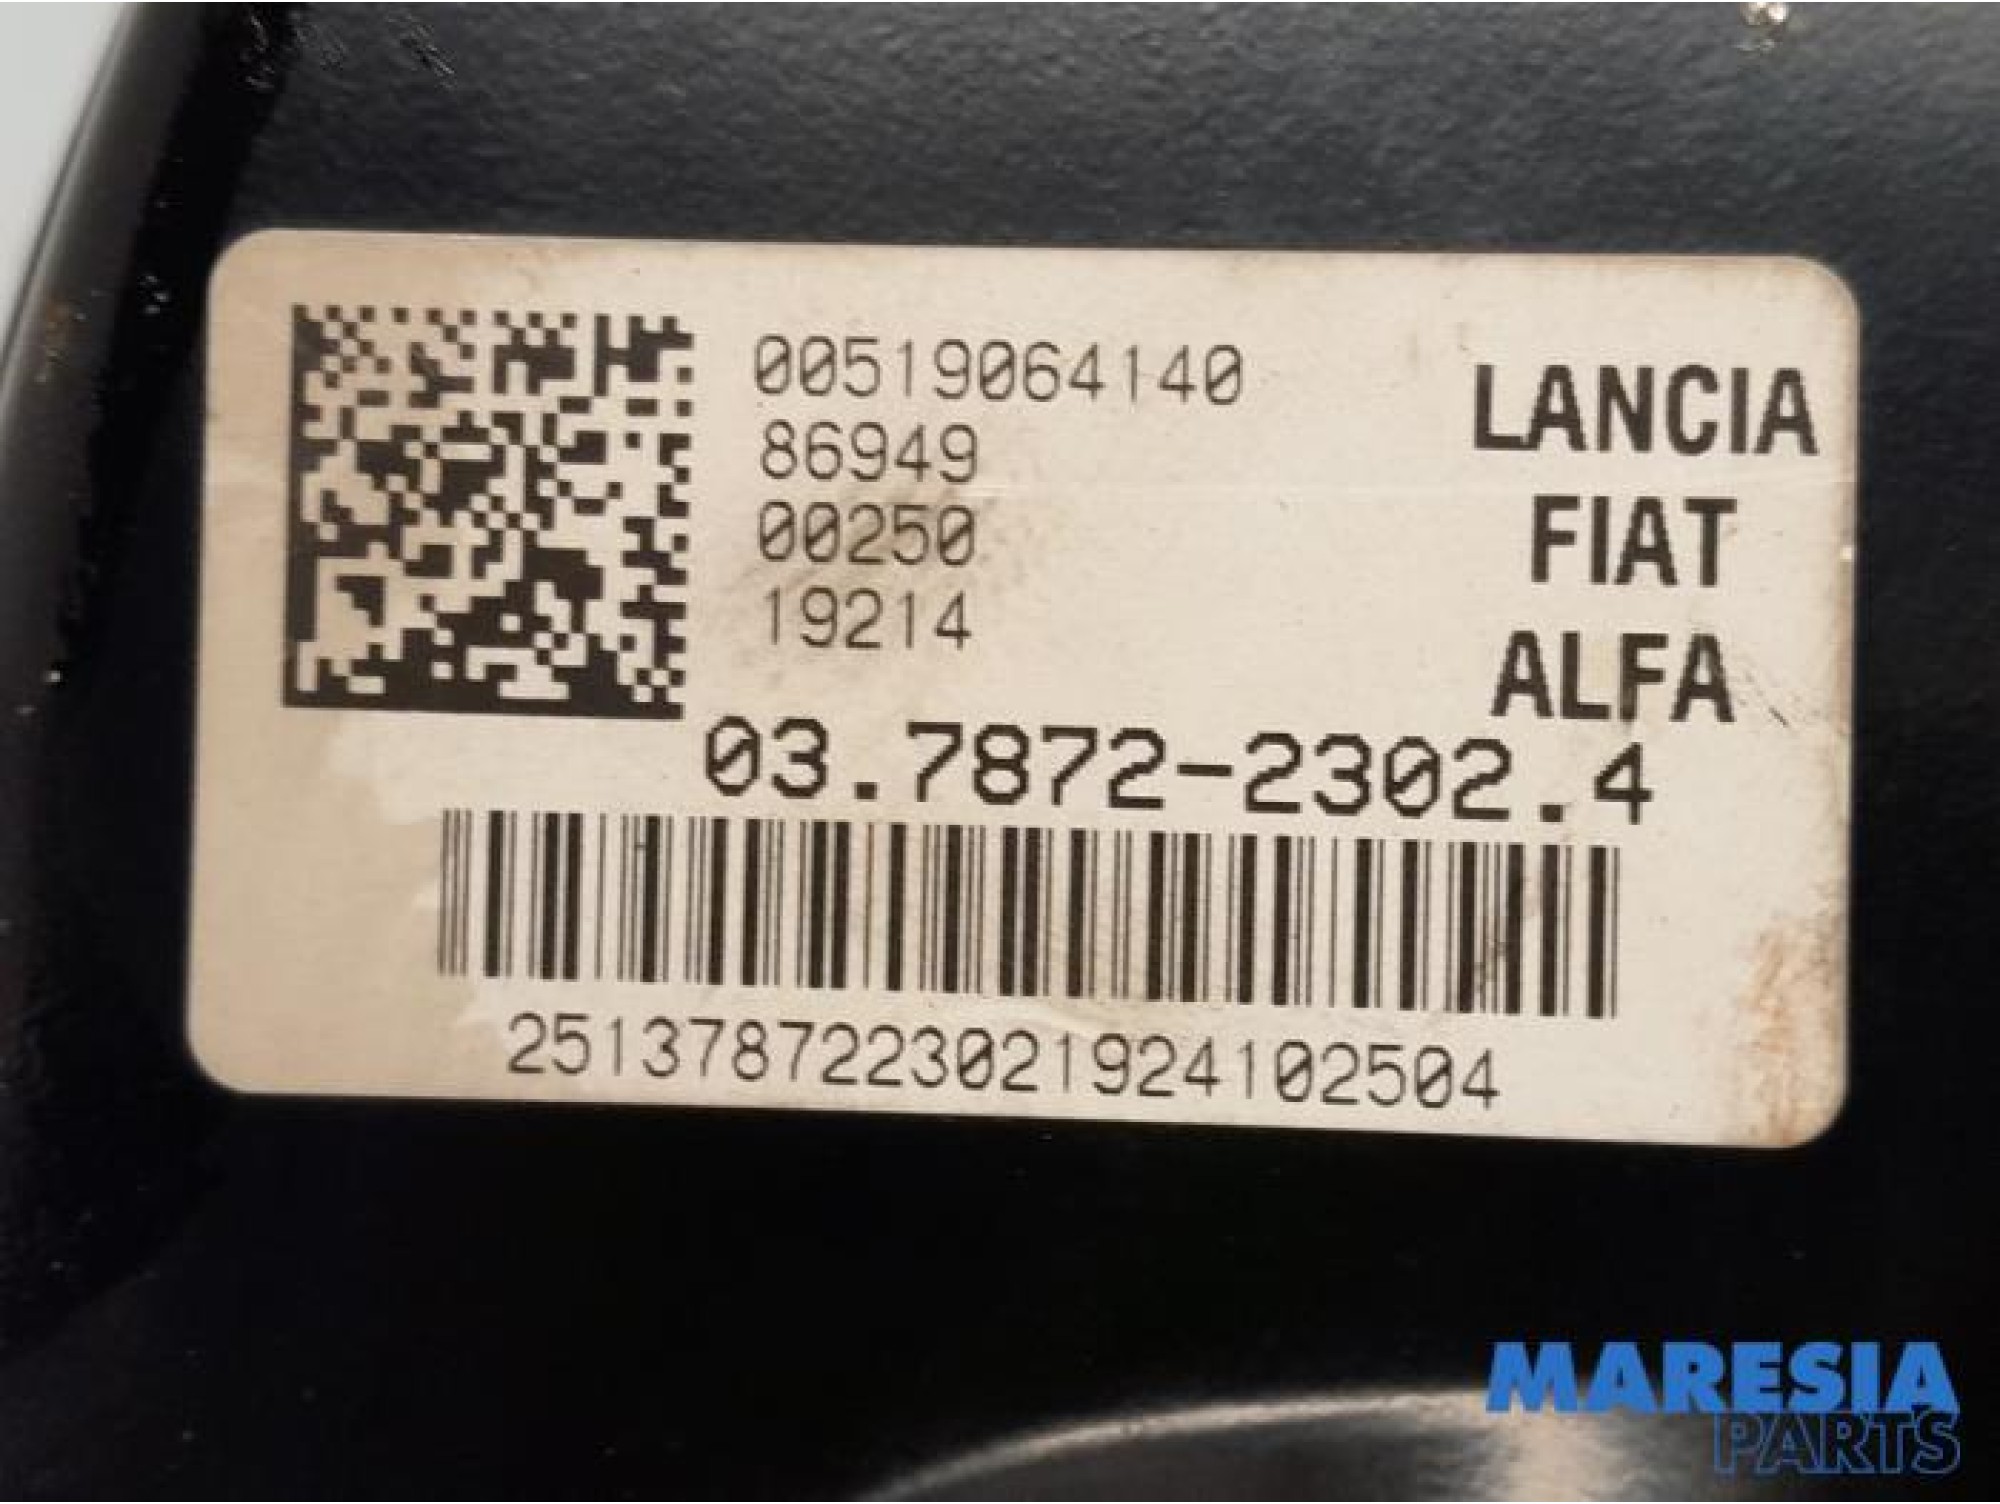 00519064140
86949
00250
19214
LANCIA
FIAT
ALFA
03.7872-2302.4
2513787223021924102504
MARESIA
PARTS